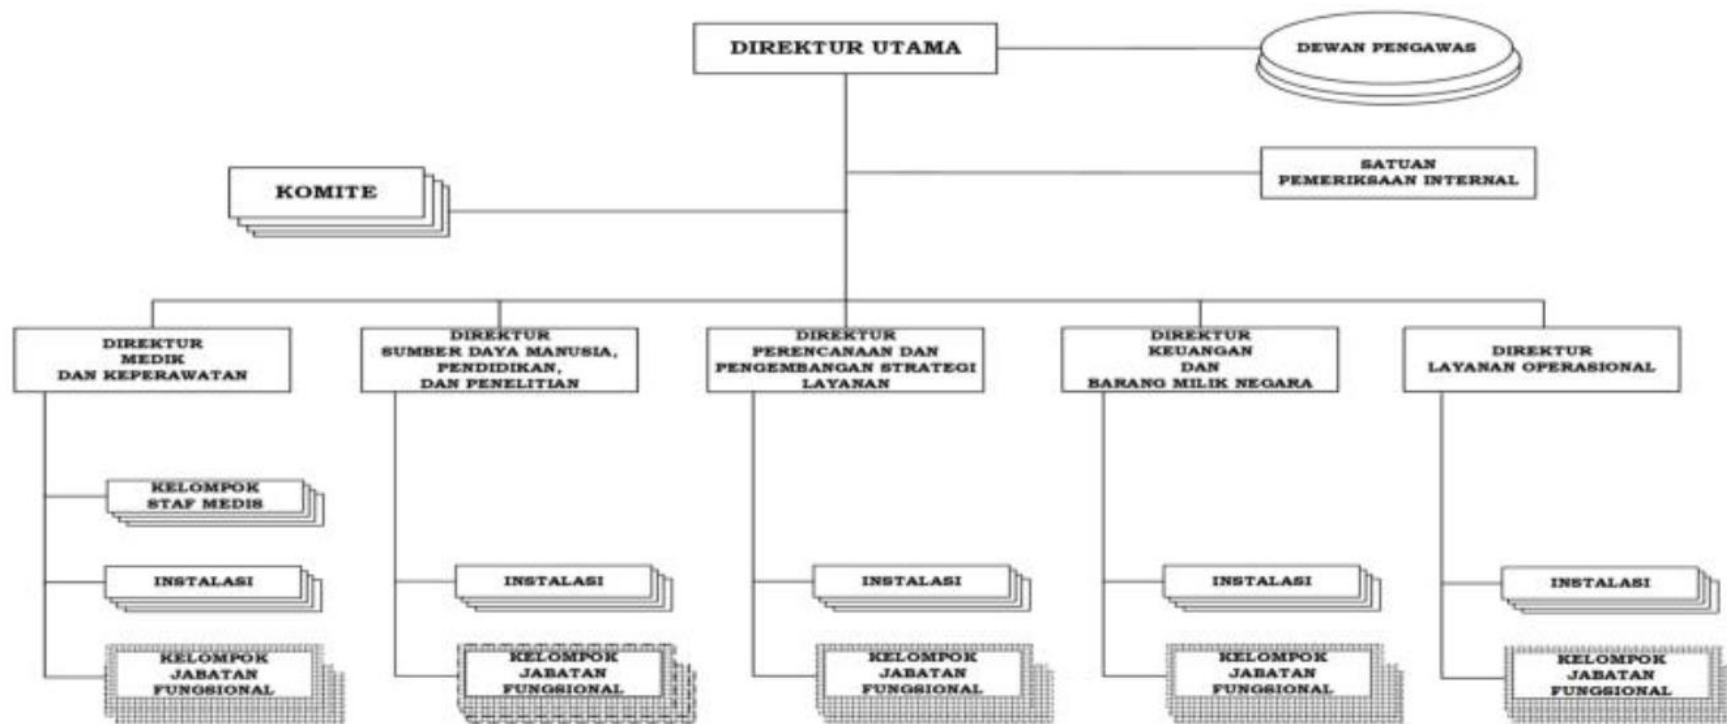 DIREKTUR UTAMA
DEWAN PENGAWAS
SATUAN
PEMERIKSAAN INTERNAL
KOMITE
DIREKTUR
MEDIK
DAN KEPERAWATAN
DIREKTUR
SUMBER DAYA MANUSIA,
PENDIDIKAN,
DAN PENELITIAN
DIREKTUR
PERENCANAAN DAN
PENGEMBANGAN STRATEGI
LAYANAN
DIREKTUR
KEUANGAN
DAN
BARANG MILIK NEGARA
DIREKTUR
LAYANAN OPERASIONAL
KELOMPOK
STAF MEDIS
INSTALASI
INSTALASI
INSTALASI
INSTALASI
INSTALASI
KELOMPOK
JABATAN
FUNGSIONAL
KELOMPOK
JABATAN
FUNGSIONAL
KELOMPOK
JABATAN
FUNGSIONAL
KELOMPOK
JABATAN
FUNGSIONAL
KELOMPOK
JABATAN
FUNGSIONAL